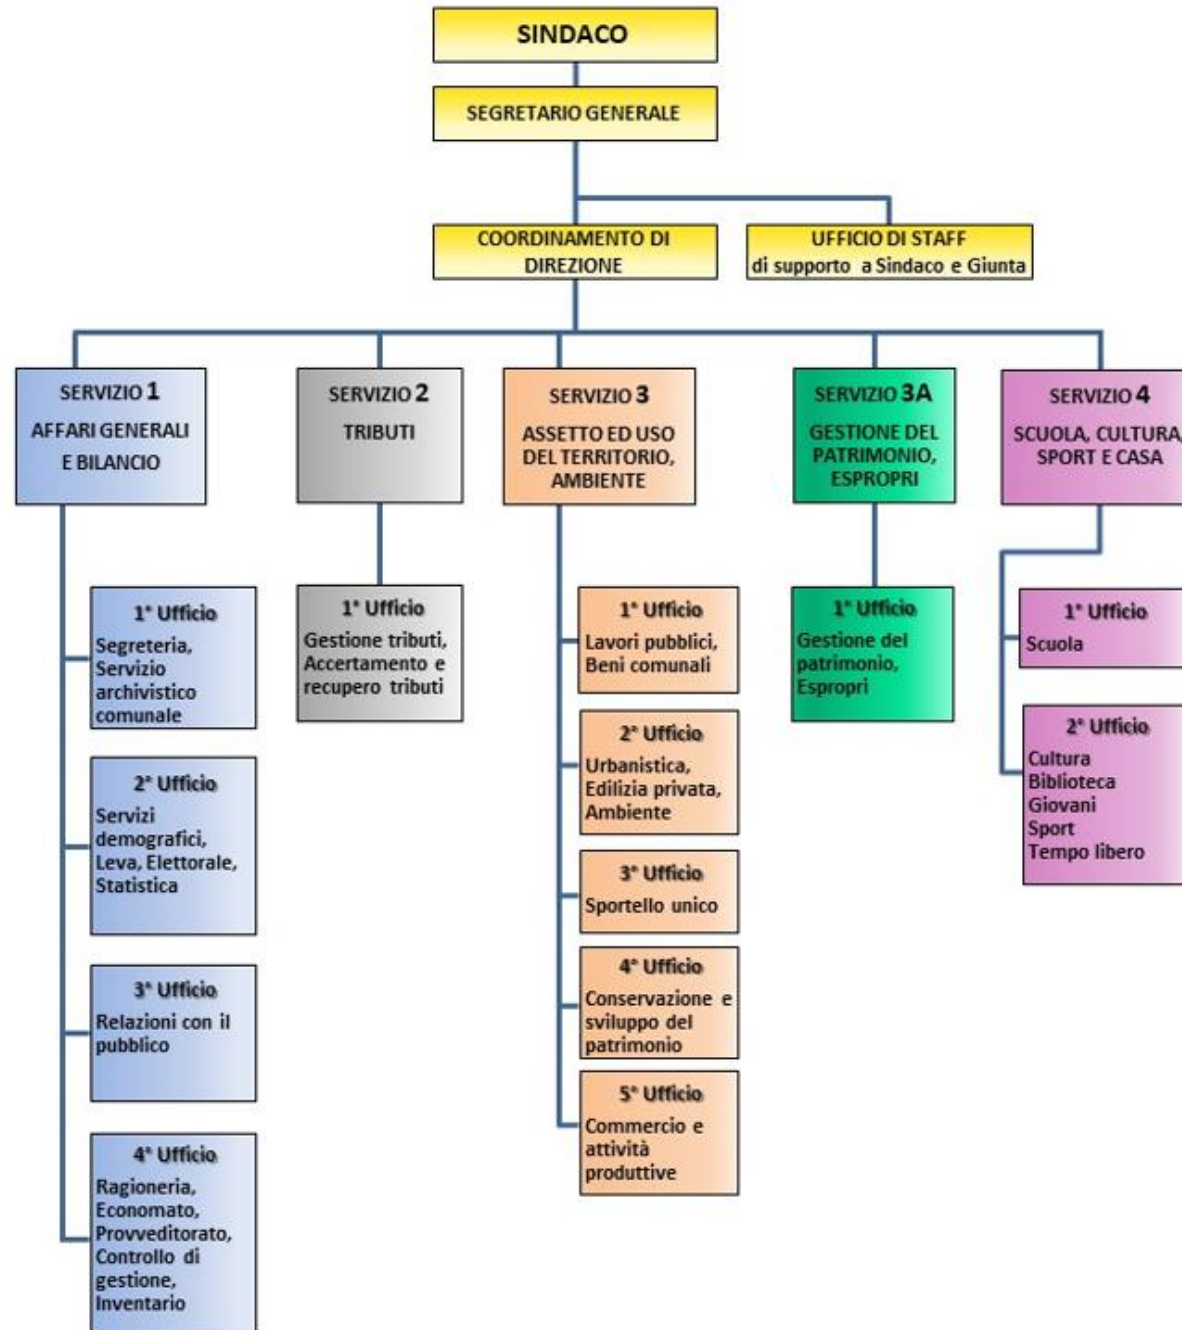 SINDACO
SEGRETARIO GENERALE
COORDINAMENTO DI
DIREZIONE
UFFICIO DI STAFF
di supporto a Sindaco e Giunta
SERVIZIO 1
AFFARI GENERALI
E BILANCIO
SERVIZIO 2
TRIBUTI
SERVIZIO 3
ASSETTO ED USO
DEL TERRITORIO,
AMBIENTE
SERVIZIO 3A
GESTIONE DEL
PATRIMONIO,
ESPROPRI
SERVIZIO 4
SCUOLA, CULTURA,
SPORT E CASA
1° Ufficio
Segreteria,
Servizio
archivistico
comunale
2° Ufficio
Servizi
demografici,
Leva, Elettorale,
Statistica
3° Ufficio
Relazioni con il
pubblico
4° Ufficio
Ragioneria,
Economato,
Provveditorato,
Controllo di
gestione,
Inventario
1° Ufficio
Gestione tributi,
Accertamento e
recupero tributi
1° Ufficio
Lavori pubblici,
Beni comunali
2° Ufficio
Urbanistica,
Edilizia privata,
Ambiente
3° Ufficio
Sportello unico
4° Ufficio
Conservazione e
sviluppo del
patrimonio
5° Ufficio
Commercio e
attività
produttive
1° Ufficio
Gestione del
patrimonio,
Espropri
1° Ufficio
Scuola
2° Ufficio
Cultura
Biblioteca
Giovani
Sport
Tempo libero